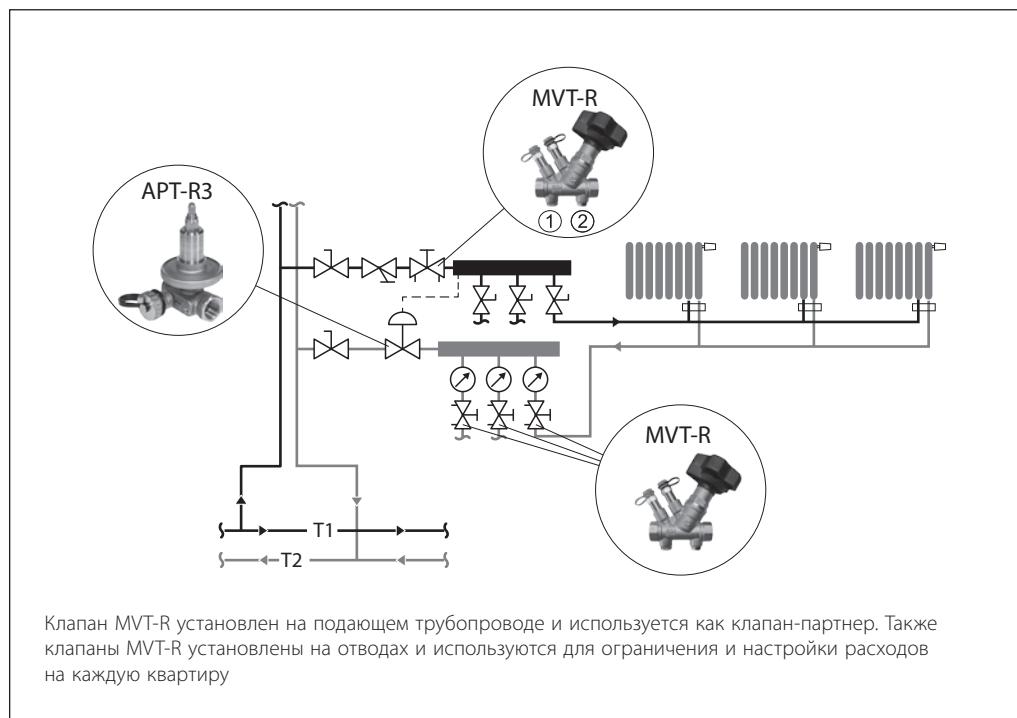 MVT-R
APT-R3
1 2
MVT-R
T1
T2
Клапан MVT-R установлен на подающем трубопроводе и используется как клапан-партнер. Также
клапаны MVT-R установлены на отводах и используются для ограничения и настройки расходов
на каждую квартиру